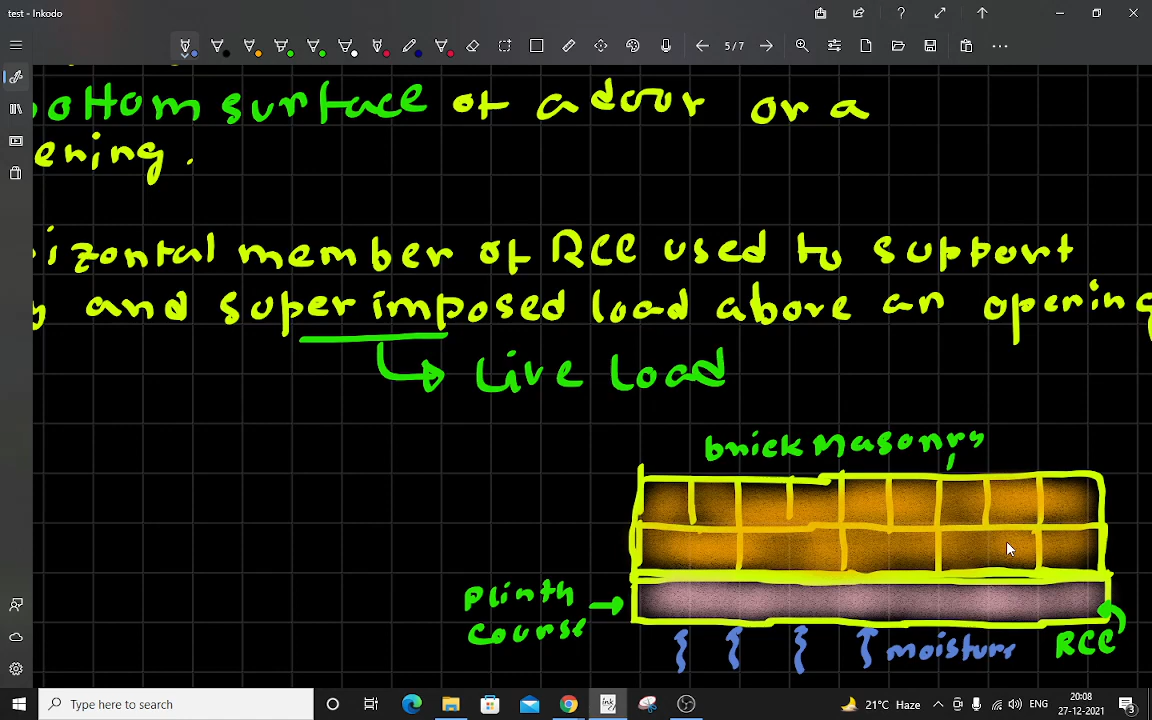 test - Inkodo
5/7
bottom surface of a door or a
ening.
izontal member of RCC used to support
y and super imposed load above an opening
Live Load
brick masonry
Plinth
course
moisture
RCC
Type here to search
21°C Haze
ENG
20:08
27-12-2021
3